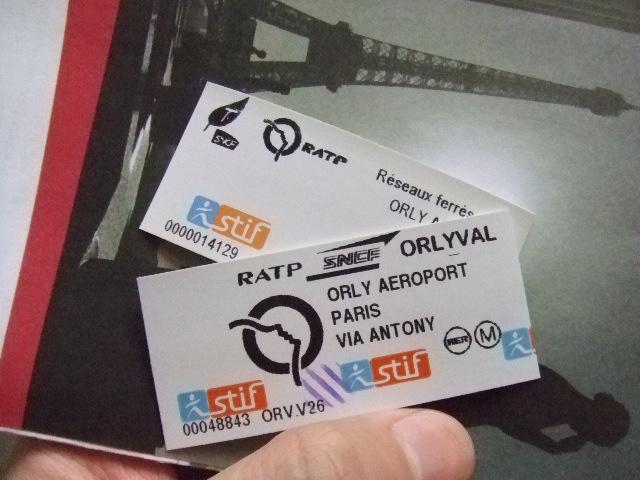 T
SNCF
RATP
Réseaux ferrés
ORLY
stif
0000014129
RATP SNCF ORLYVAL
ORLY AEROPORT
PARIS
VIA ANTONY
RER M
stif stif
00048843 ORV.V26